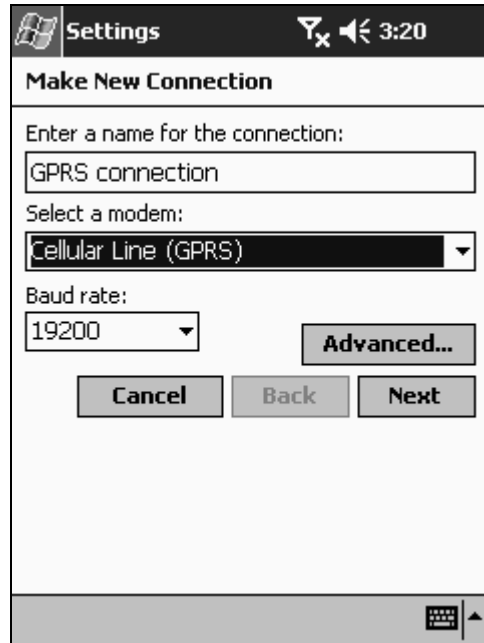 Settings 3:20
Make New Connection
Enter a name for the connection:
GPRS connection
Select a modem:
Cellular Line (GPRS)
Baud rate:
19200
Advanced...
Cancel Back Next